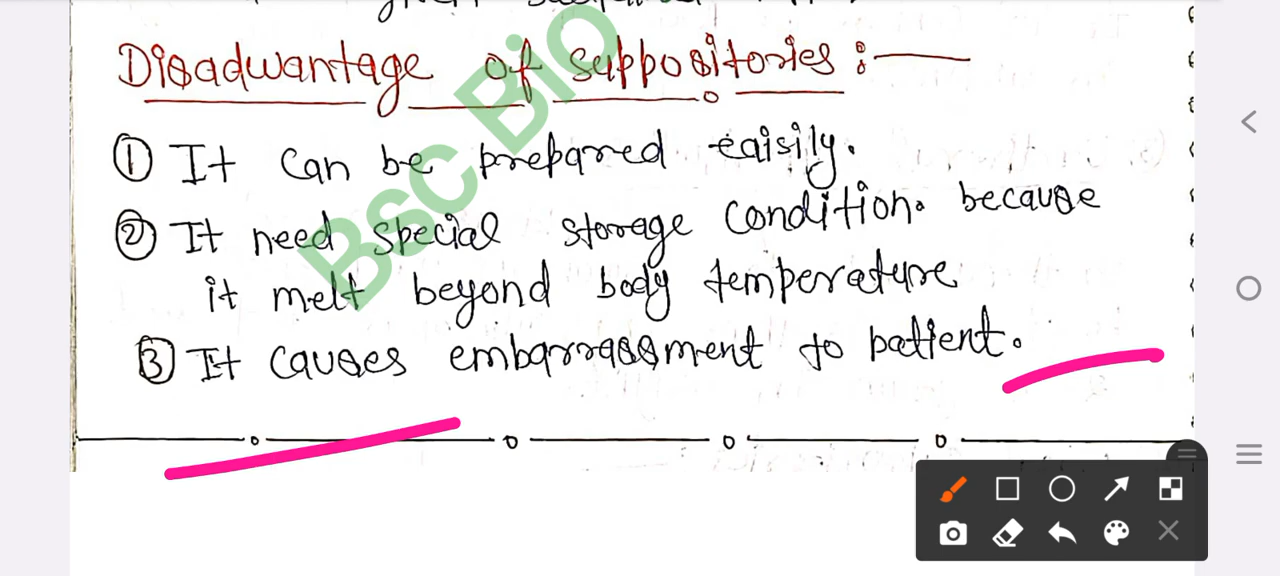 Disadwantage of suppositories :—
① It can be prepared eaisily.
② It need special storage condition. because
it melt beyond body temperature
③ It causes embarrassment to patient.
Bsc Bio